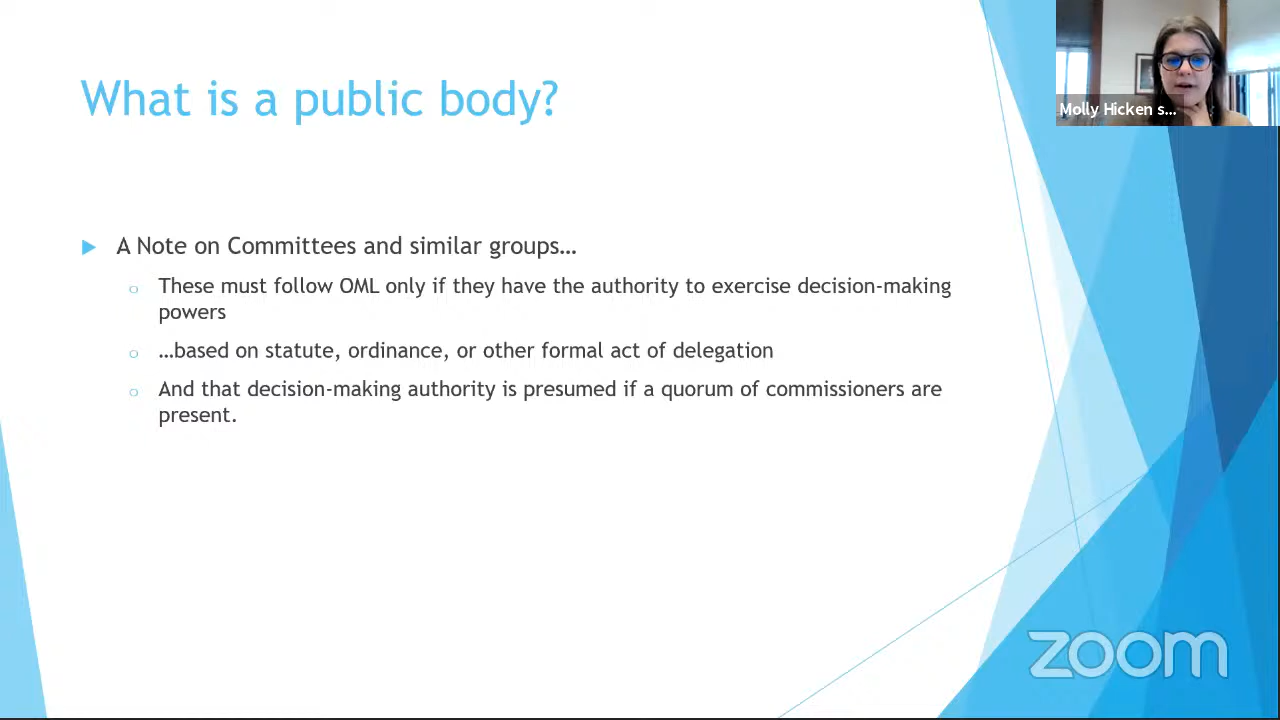 What is a public body?
Molly Hicken s...
A Note on Committees and similar groups…
These must follow OML only if they have the authority to exercise decision-making
powers
…based on statute, ordinance, or other formal act of delegation
And that decision-making authority is presumed if a quorum of commissioners are
present.
zoom